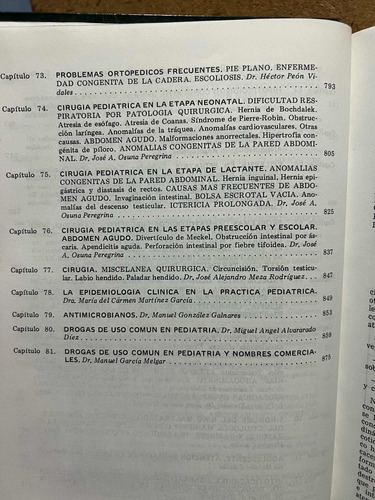 Capítulo 73. PROBLEMAS ORTOPEDICOS FRECUENTES. PIE PLANO. ENFERME-
DAD CONGENITA DE LA CADERA. ESCOLIOSIS. Dr. Héctor Peón Vi-
dales 793
Capítulo 74. CIRUGIA PEDIATRICA EN LA ETAPA NEONATAL. DIFICULTAD RES-
PIRATORIA POR PATOLOGIA QUIRURGICA. Hernia de Bochdalek.
Atresia de esófago. Atresia de Coanas. Síndrome de Pierre-Robin. Obstruc-
ción laríngea. Anomalías de la tráquea. Anomalías cardiovasculares. Otras
causas. ABDOMEN AGUDO. Malformaciones anorrectales. Hipertrofia con-
génita de píloro. ANOMALIAS CONGENITAS DE LA PARED ABDOMI-
NAL. Dr. José A. Osuna Peregrina 805
Capítulo 75. CIRUGIA PEDIATRICA EN LA ETAPA DE LACTANTE. ANOMALIAS
CONGENITAS DE LA PARED ABDOMINAL. Hernia inguinal. Hernia epi-
gástrica y diastasis de rectos. CAUSAS MAS FRECUENTES DE ABDO-
MEN AGUDO. Invaginación intestinal. BOLSA ESCROTAL VACIA. Ano-
malías del descenso testicular. ICTERICIA PROLONGADA. Dr. José A.
Osuna Peregrina 825
Capítulo 76. CIRUGIA PEDIATRICA EN LAS ETAPAS PREESCOLAR Y ESCOLAR.
ABDOMEN AGUDO. Divertículo de Meckel. Obstrucción intestinal por ás-
caris. Apendicitis aguda. Perforación intestinal por fiebre tifoidea. Dr. Jo-
sé A. Osuna Peregrina 837
Capítulo 77. CIRUGIA. MISCELANEA QUIRURGICA. Circuncisión. Torsión testicu-
lar. Labio hendido. Paladar hendido. Dr. José Alejandro Meza Rodríguez 847
Capítulo 78. LA EPIDEMIOLOGIA CLINICA EN LA PRACTICA PEDIATRICA.
Dra. María del Cármen Martínez García 849
Capítulo 79. ANTIMICROBIANOS. Dr. Manuel González Galnares 853
Capítulo 80. DROGAS DE USO COMUN EN PEDIATRIA. Dr. Miguel Angel Alvararado
Díez 859
Capítulo 81. DROGAS DE USO COMUN EN PEDIATRIA Y NOMBRES COMERCIA-
LES. Dr. Manuel García Melgar 875